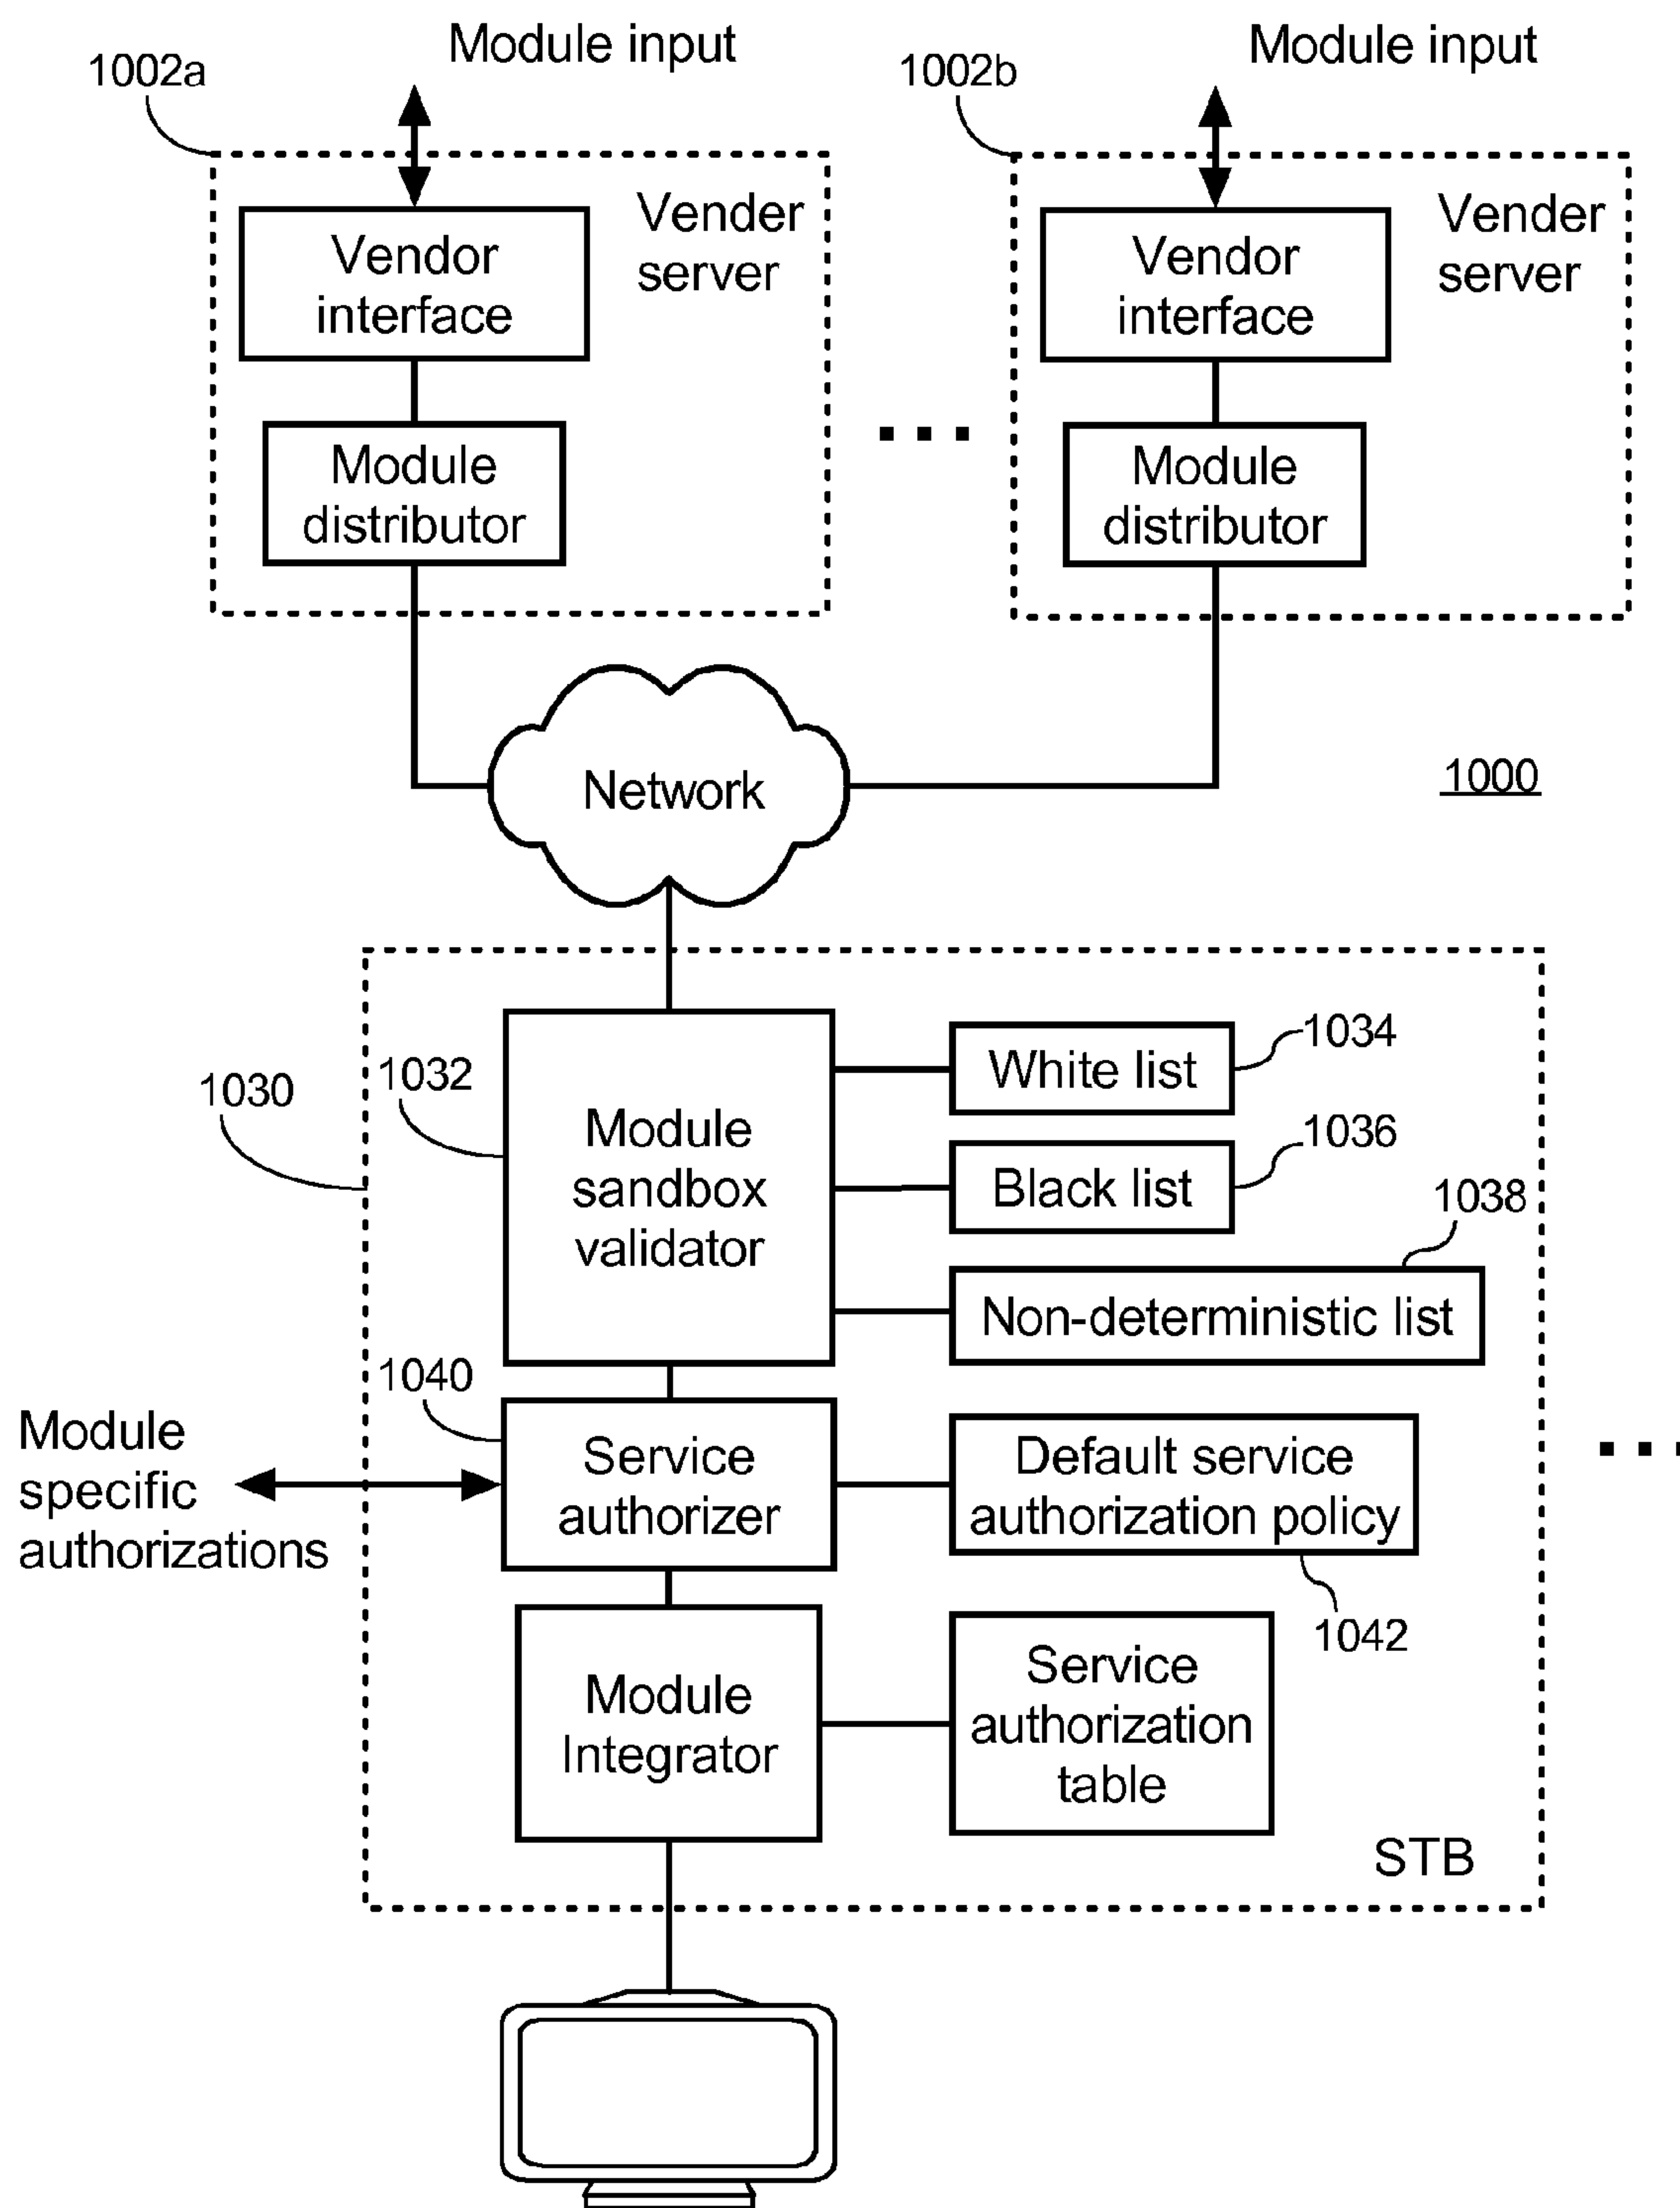 Module input
Module input
1002a
1002b
Vender
server
Vender
server
Vendor
interface
Vendor
interface
Module
distributor
Module
distributor
Network
1000
1030
1032
Module
sandbox
validator
White list
1034
Black list
1036
1038
Non-deterministic list
1040
Module
specific
authorizations
Service
authorizer
Default service
authorization policy
1042
Module
Integrator
Service
authorization
table
STB